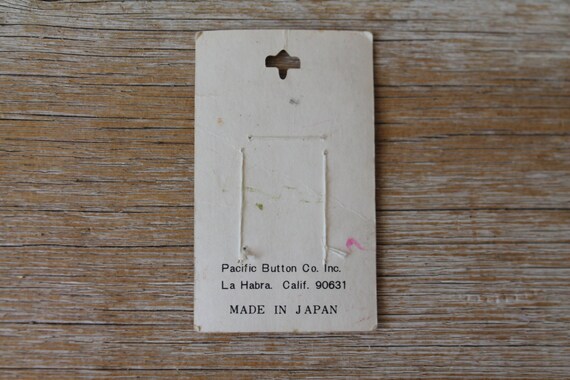 Pacific Button Co. Inc.
La Habra. Calif. 90631
MADE IN JAPAN